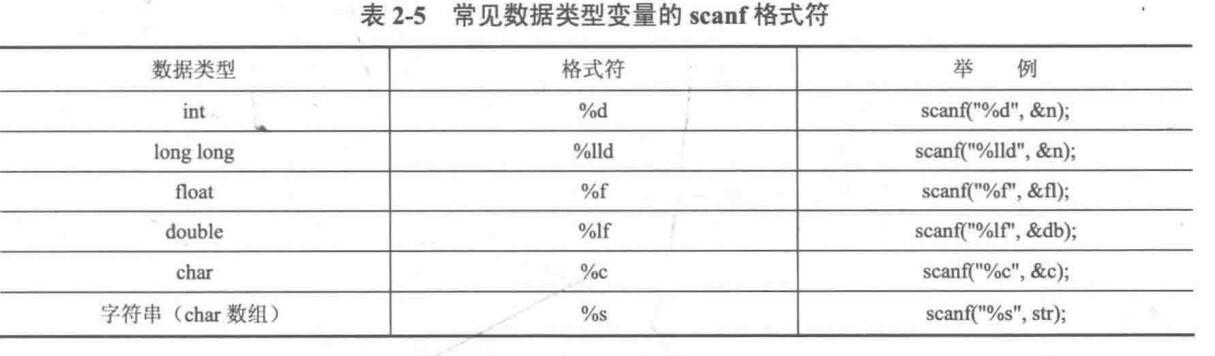 表 2-5 常见数据类型变量的 scanf 格式符
数据类型 格式符 举 例
int %d scanf("%d", &n);
long long %lld scanf("%lld", &n);
float %f scanf("%f", &fl);
double %lf scanf("%lf", &db);
char %c scanf("%c", &c);
字符串（char 数组） %s scanf("%s", str);